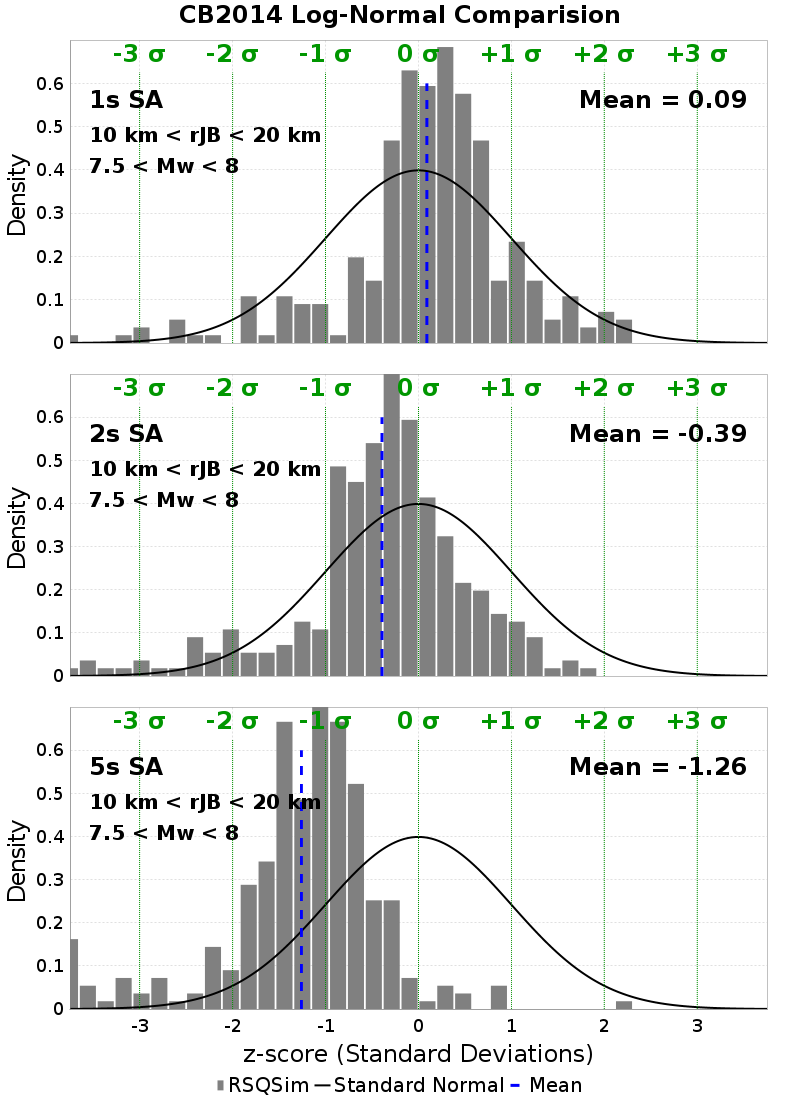 CB2014 Log-Normal Comparision
-3 σ -2 σ -1 σ 0 σ +1 σ +2 σ +3 σ
0.6
1s SA Mean = 0.09
0.5
10 km < rJB < 20 km
7.5 < Mw < 8
0.4
0.3
0.2
0.1
0
Density
-3 σ -2 σ -1 σ 0 σ +1 σ +2 σ +3 σ
0.6
2s SA Mean = -0.39
0.5
10 km < rJB < 20 km
7.5 < Mw < 8
0.4
0.3
0.2
0.1
0
Density
-3 σ -2 σ -1 σ 0 σ +1 σ +2 σ +3 σ
0.6
5s SA Mean = -1.26
0.5
10 km < rJB < 20 km
7.5 < Mw < 8
0.4
0.3
0.2
0.1
0
Density
-3 -2 -1 0 1 2 3
z-score (Standard Deviations)
RSQSim Standard Normal Mean